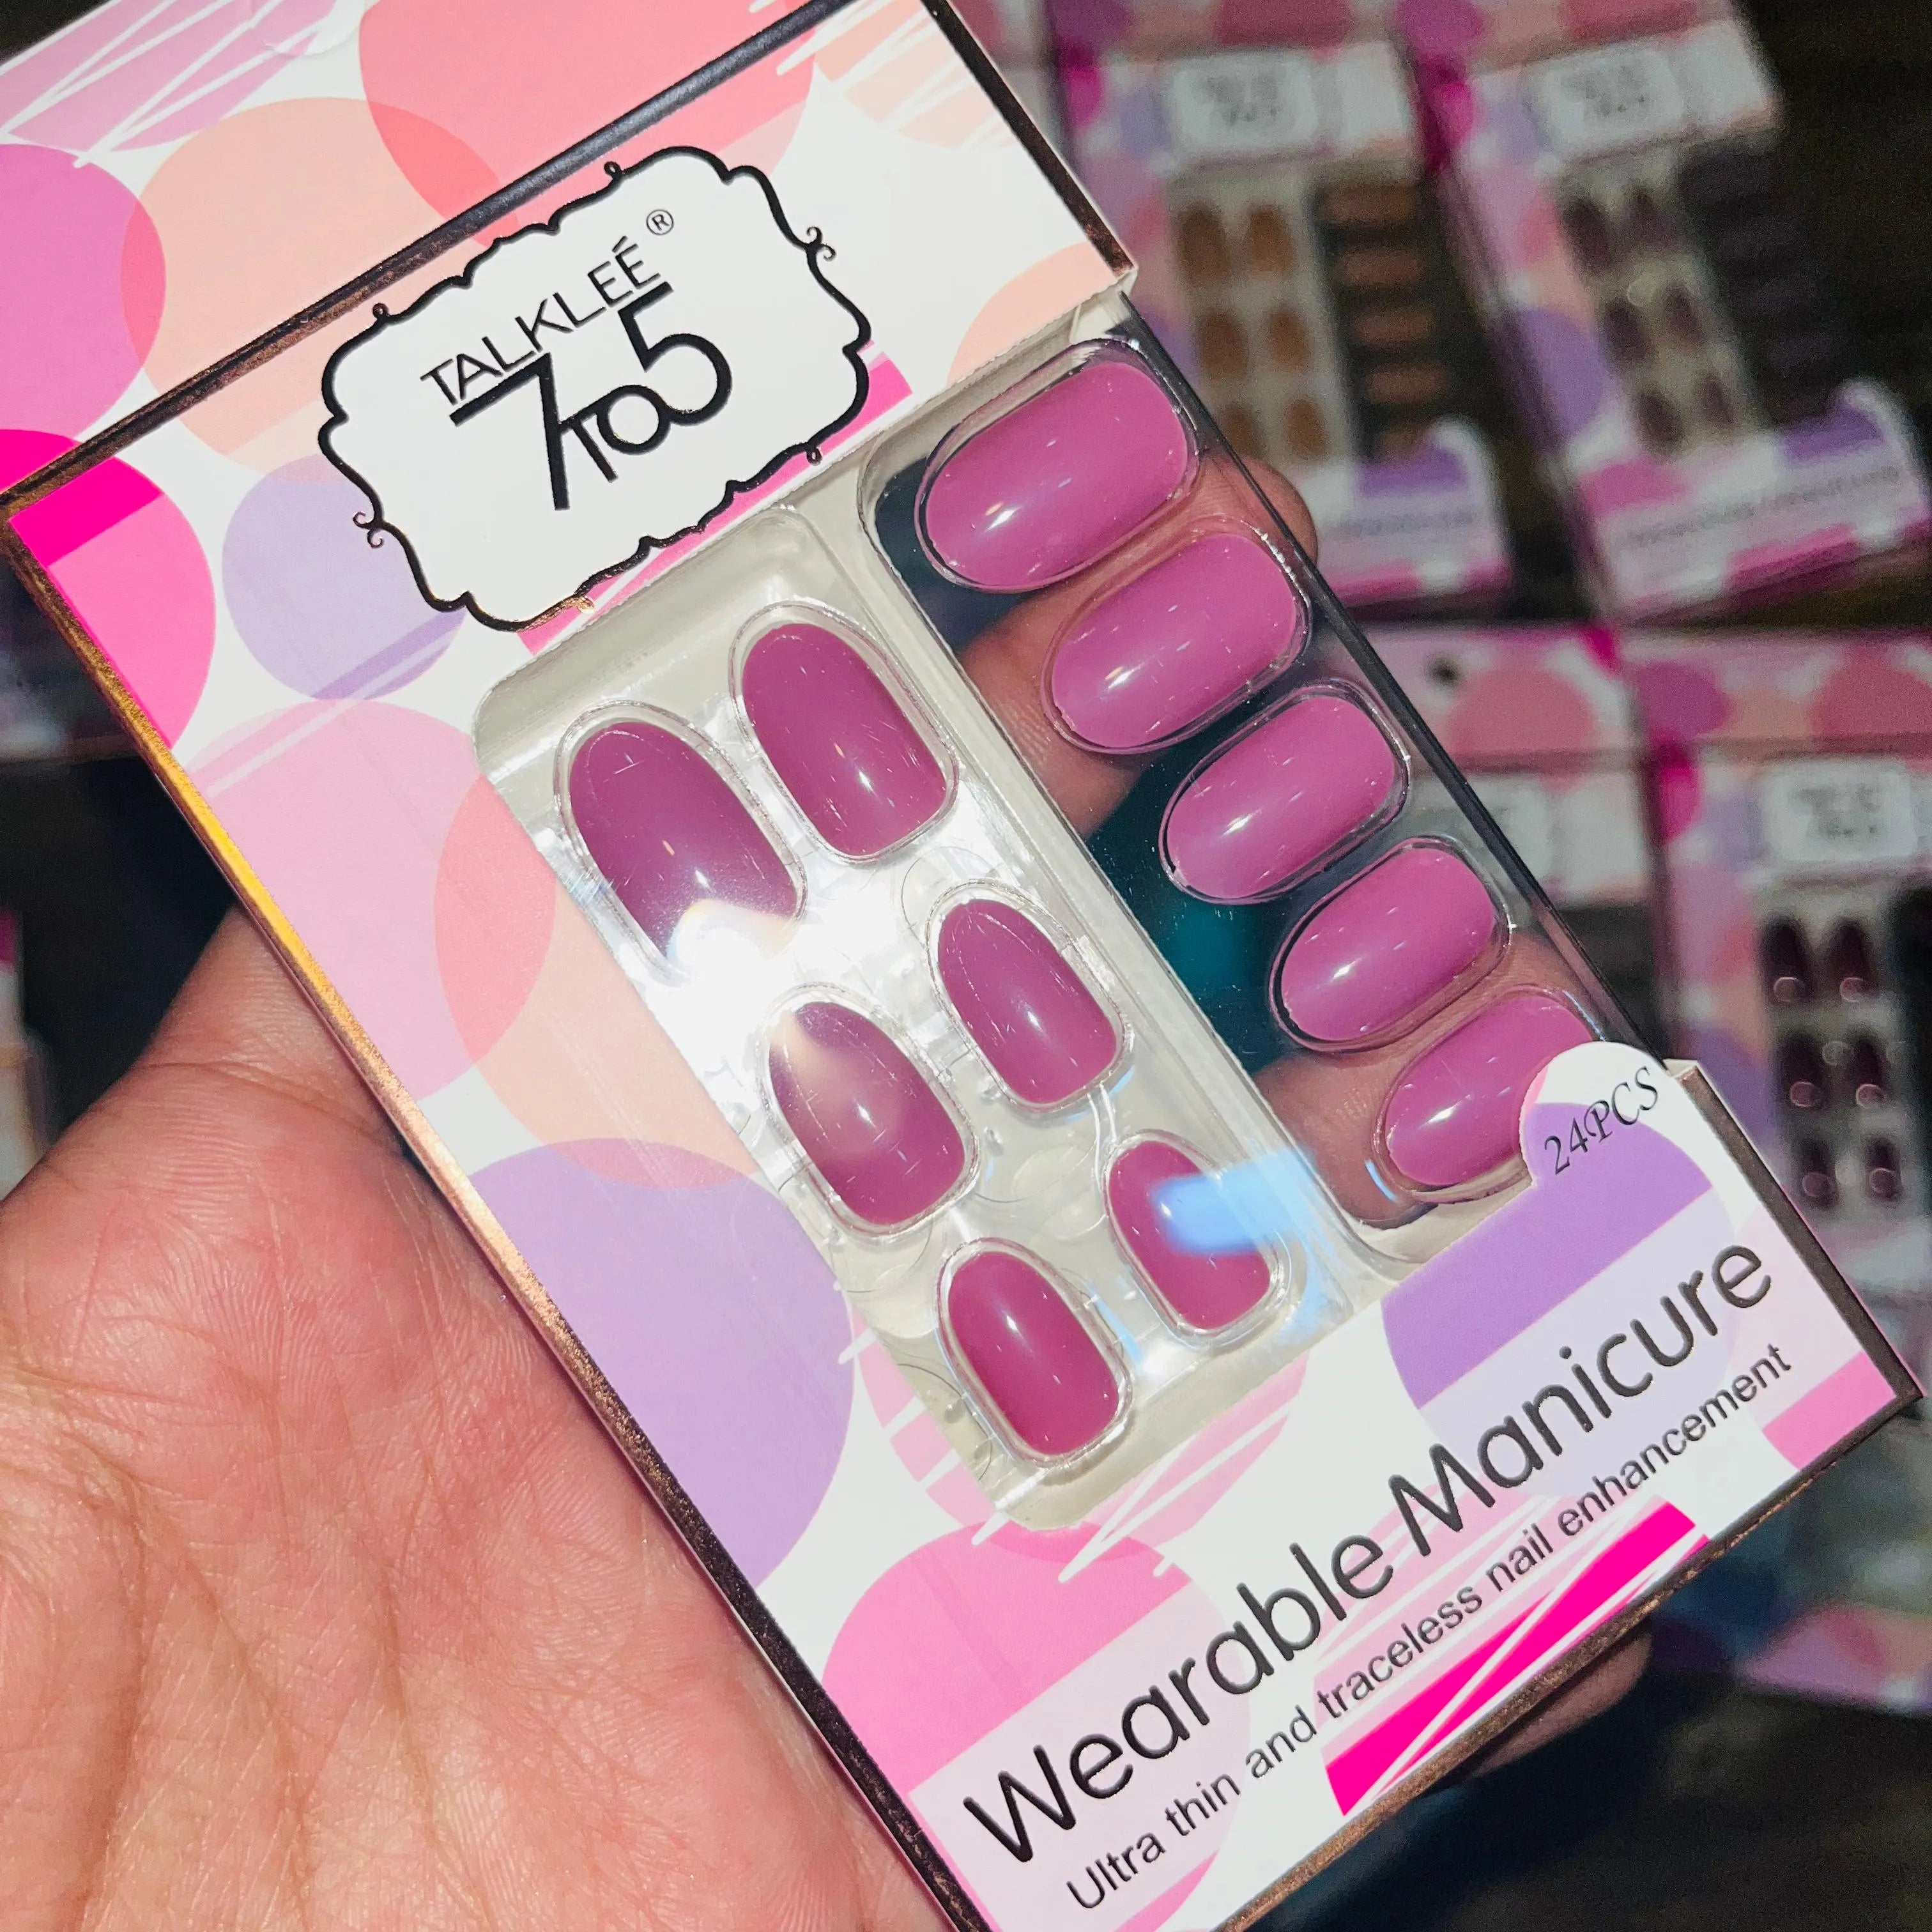 TALKLEÉ®
7TO5
24PCS
Wearable Manicure
Ultra thin and traceless nail enhancement